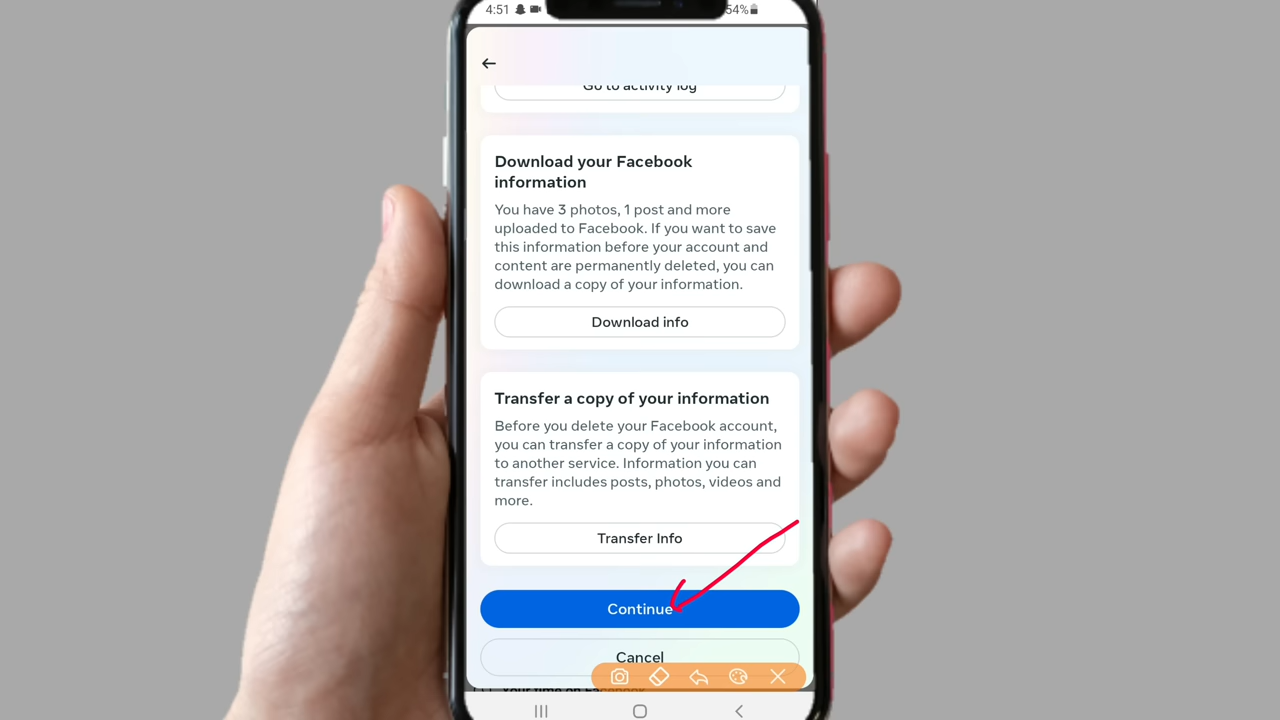 4:51
54%
Go to activity log
Download your Facebook
information
You have 3 photos, 1 post and more
uploaded to Facebook. If you want to save
this information before your account and
content are permanently deleted, you can
download a copy of your information.
Download info
Transfer a copy of your information
Before you delete your Facebook account,
you can transfer a copy of your information
to another service. Information you can
transfer includes posts, photos, videos and
more.
Transfer Info
Continue
Cancel
Your time on Facebook